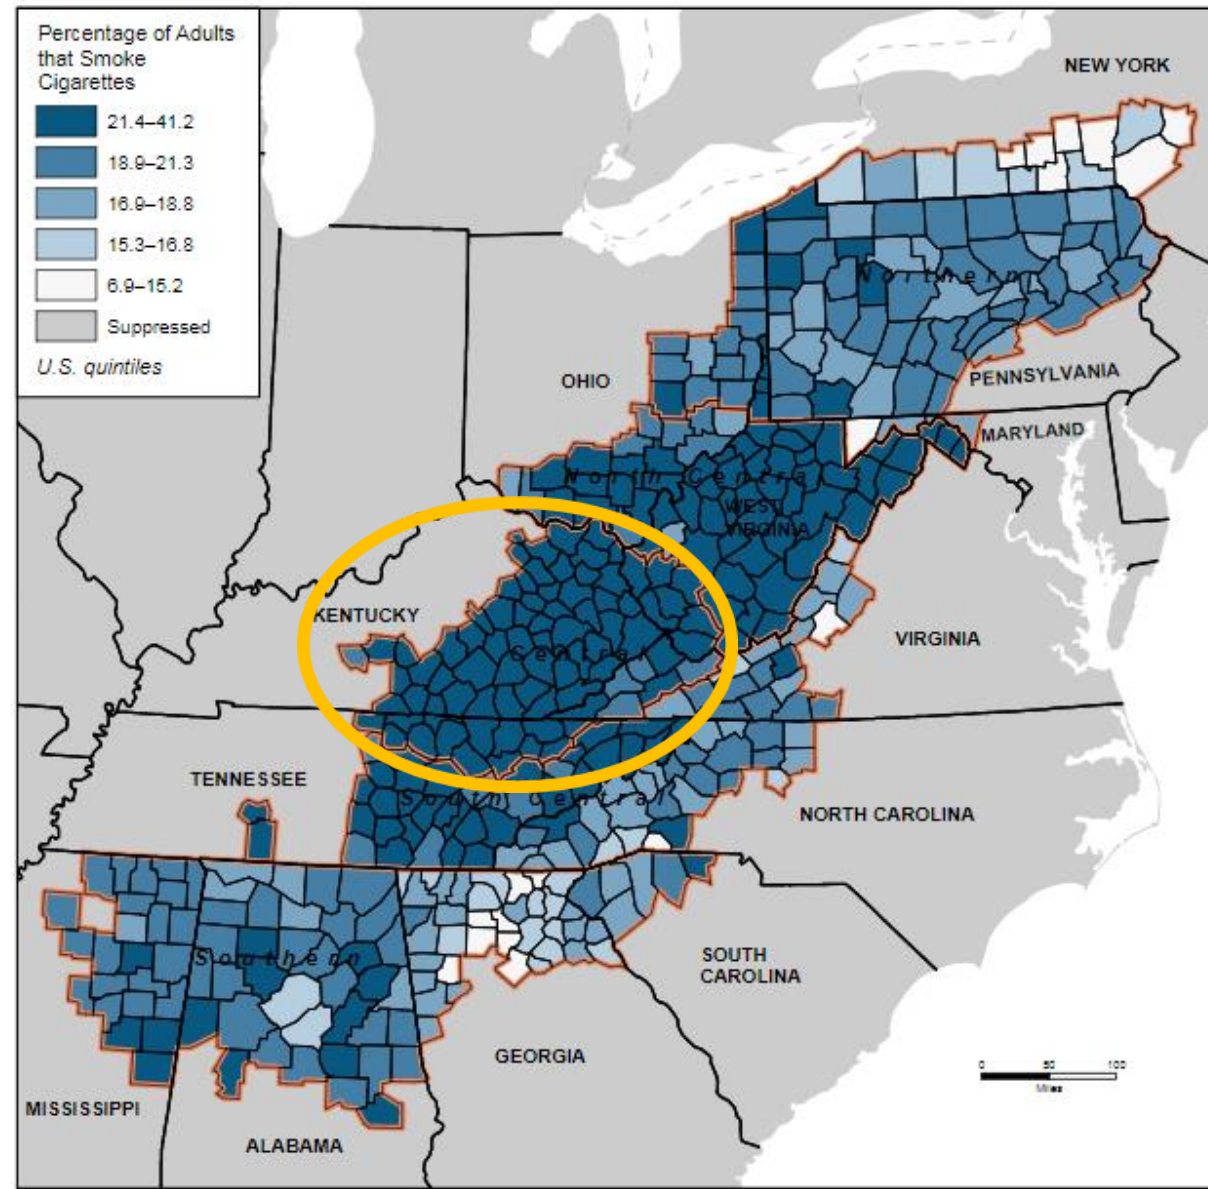 Percentage of Adults
that Smoke
Cigarettes
21.4–41.2
18.9–21.3
16.9–18.8
15.3–16.8
6.9–15.2
Suppressed
U.S. quintiles
NEW YORK
Northern
PENNSYLVANIA
OHIO
MARYLAND
North Central
WEST
VIRGINIA
KENTUCKY
VIRGINIA
Central
TENNESSEE
South Central
NORTH CAROLINA
Southern
SOUTH
CAROLINA
GEORGIA
0 50 100
Miles
MISSISSIPPI
ALABAMA